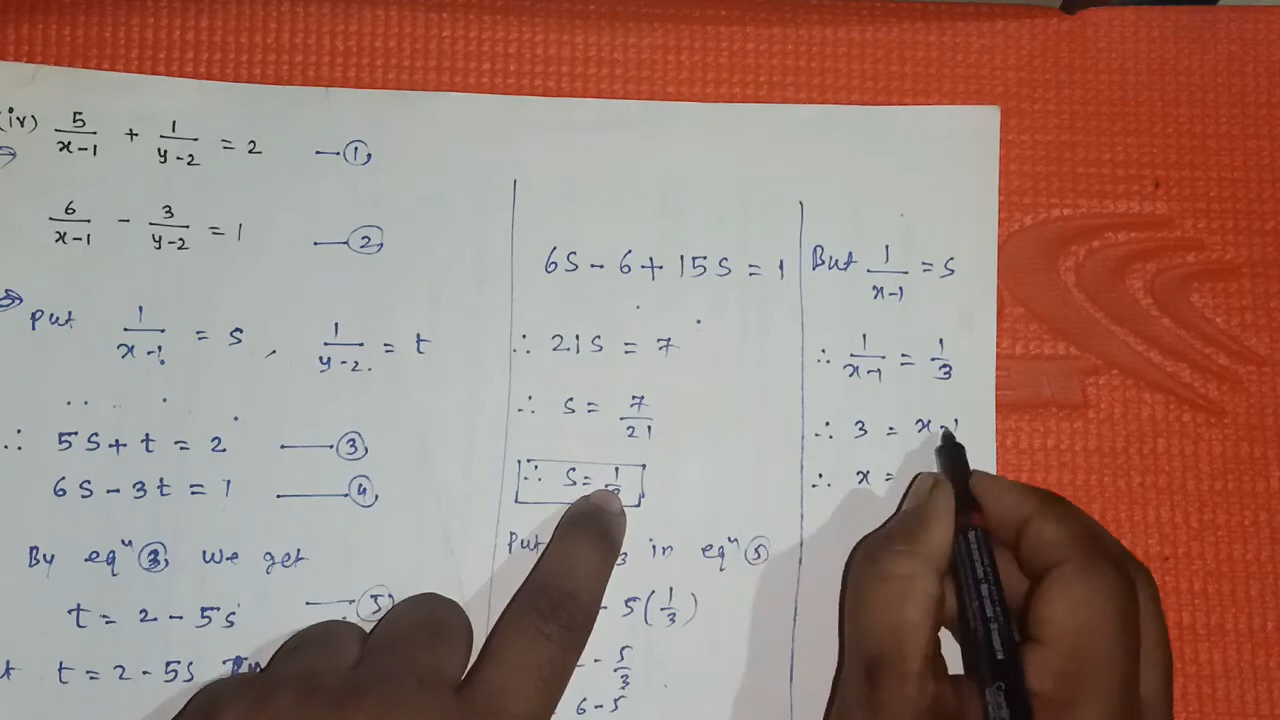 (iv) 5/(x-1) + 1/(y-2) = 2 — ①
6/(x-1) - 3/(y-2) = 1 — ②
Put 1/(x-1) = s , 1/(y-2) = t
∴ 5s + t = 2 — ③
6s - 3t = 1 — ④
By eqⁿ ③ we get
t = 2 - 5s — ⑤
t = 2 - 5s
6s - 6 + 15s = 1
∴ 21s = 7
∴ s = 7/21
∴ s = 1/
Put 3 in eqⁿ ⑤
- 5(1/3)
- 5/3
6 - 5
But 1/(x-1) = s
∴ 1/(x-1) = 1/3
∴ 3 = x-1
∴ x =